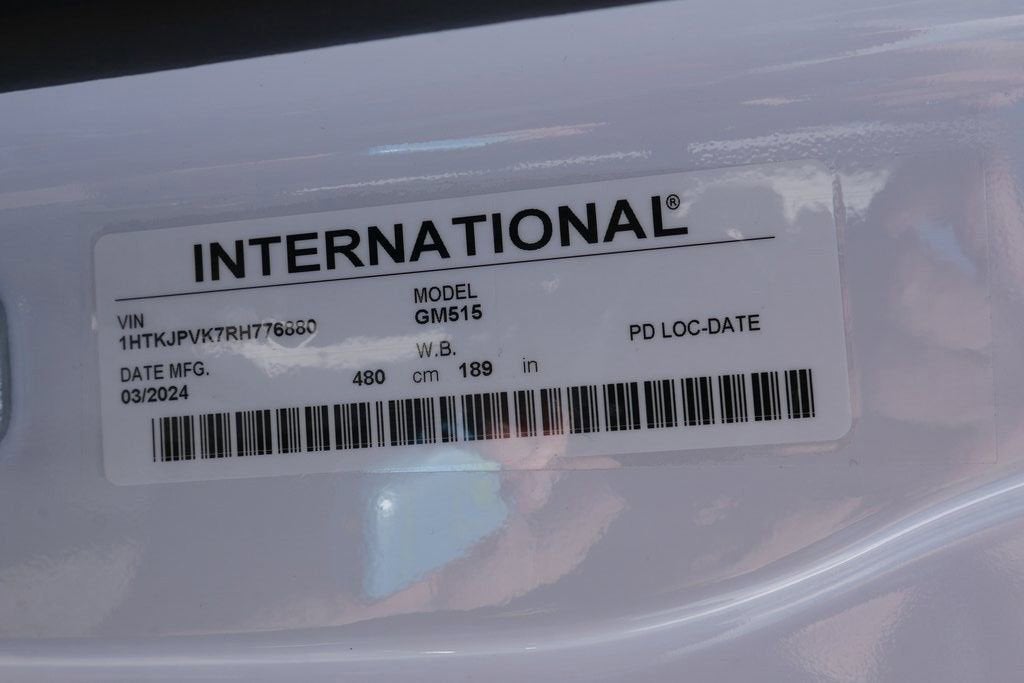 INTERNATIONAL®
VIN
1HTKJPVK7RH776880
MODEL
GM515
DATE MFG.
03/2024
W.B.
480 cm 189 in
PD LOC-DATE